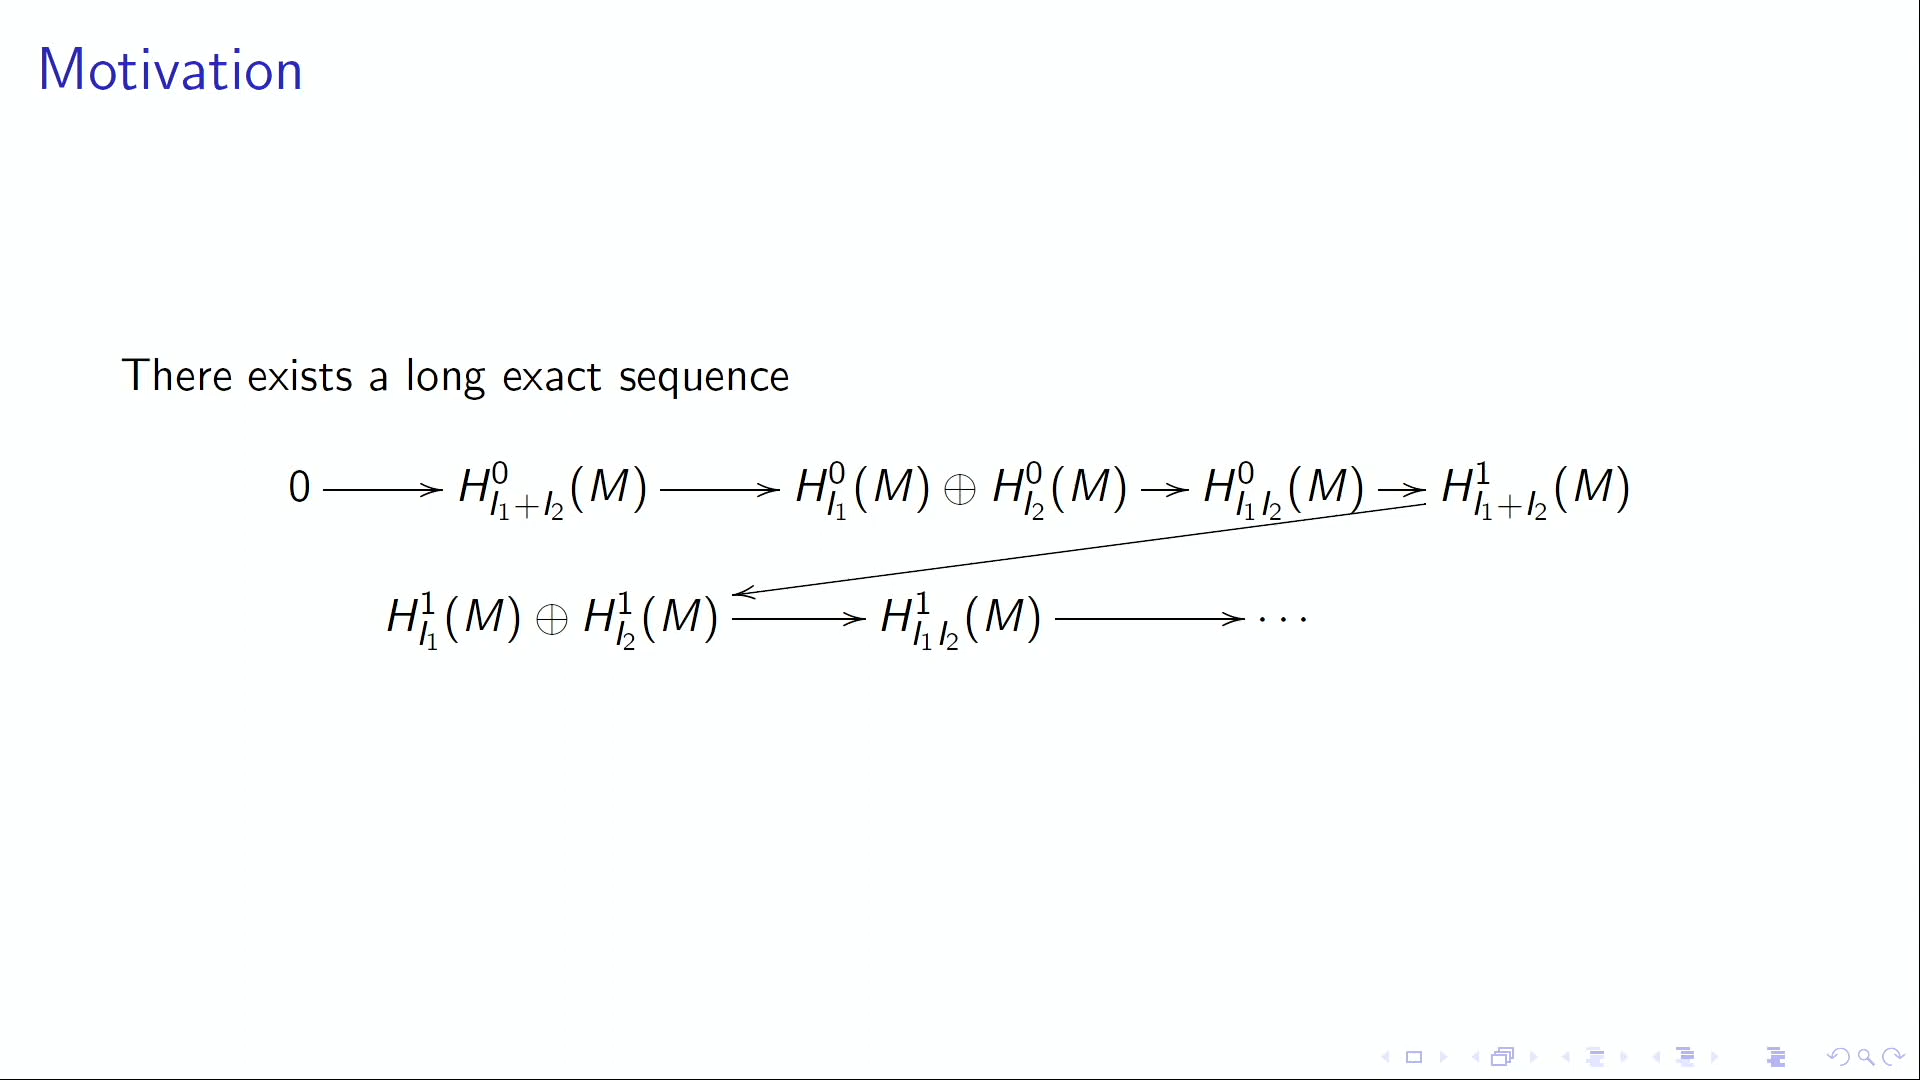 Motivation
There exists a long exact sequence
0 ⟶ H^0_{I_1+I_2}(M) ⟶ H^0_{I_1}(M) ⊕ H^0_{I_2}(M) → H^0_{I_1 I_2}(M) → H^1_{I_1+I_2}(M)
H^1_{I_1}(M) ⊕ H^1_{I_2}(M) ⟶ H^1_{I_1 I_2}(M) ⟶ ···